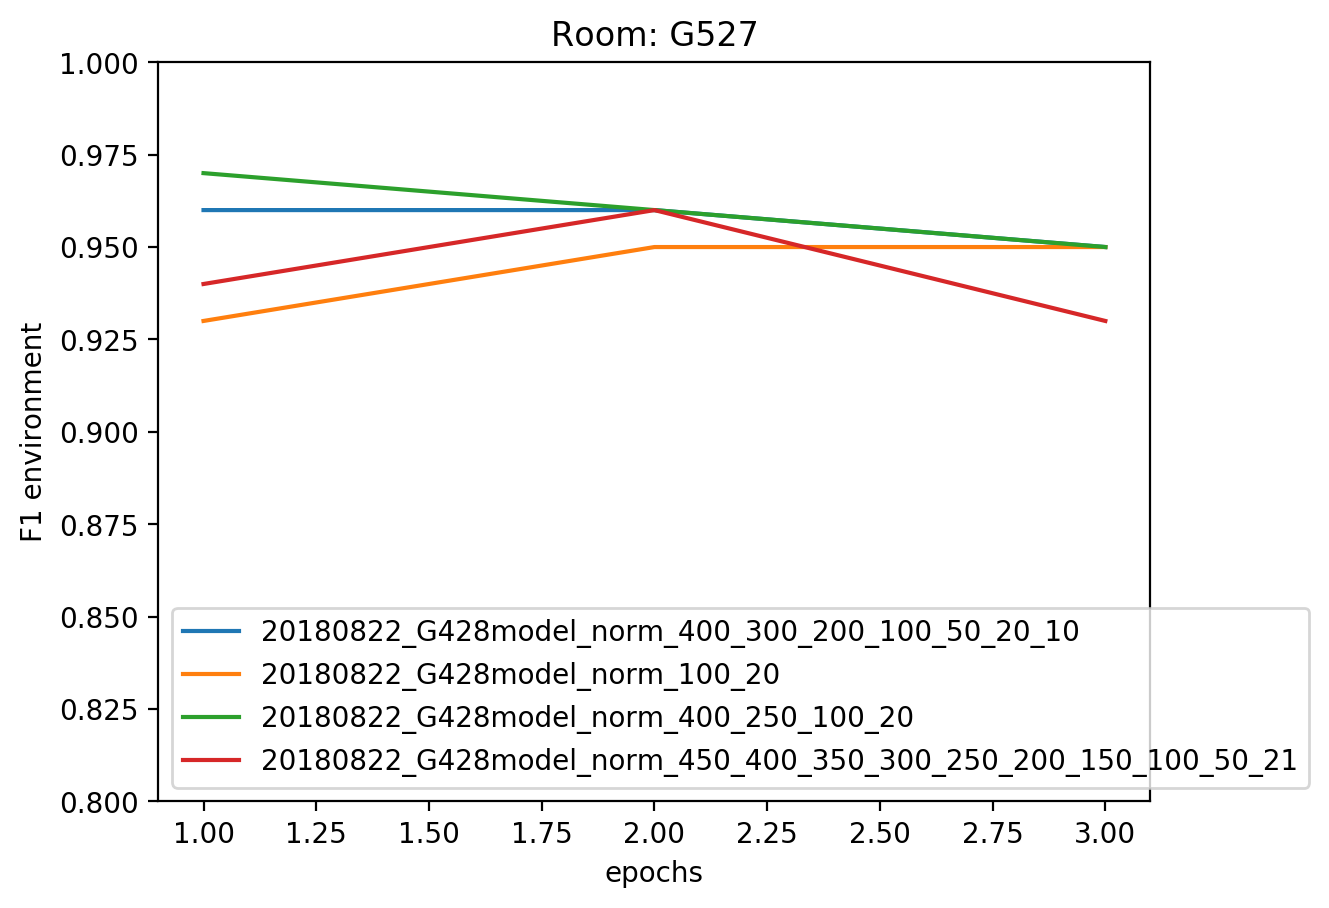 Room: G527
1.000
0.975
0.950
0.925
0.900
0.875
0.850
0.825
0.800
F1 environment
20180822_G428model_norm_400_300_200_100_50_20_10
20180822_G428model_norm_100_20
20180822_G428model_norm_400_250_100_20
20180822_G428model_norm_450_400_350_300_250_200_150_100_50_21
1.00 1.25 1.50 1.75 2.00 2.25 2.50 2.75 3.00
epochs